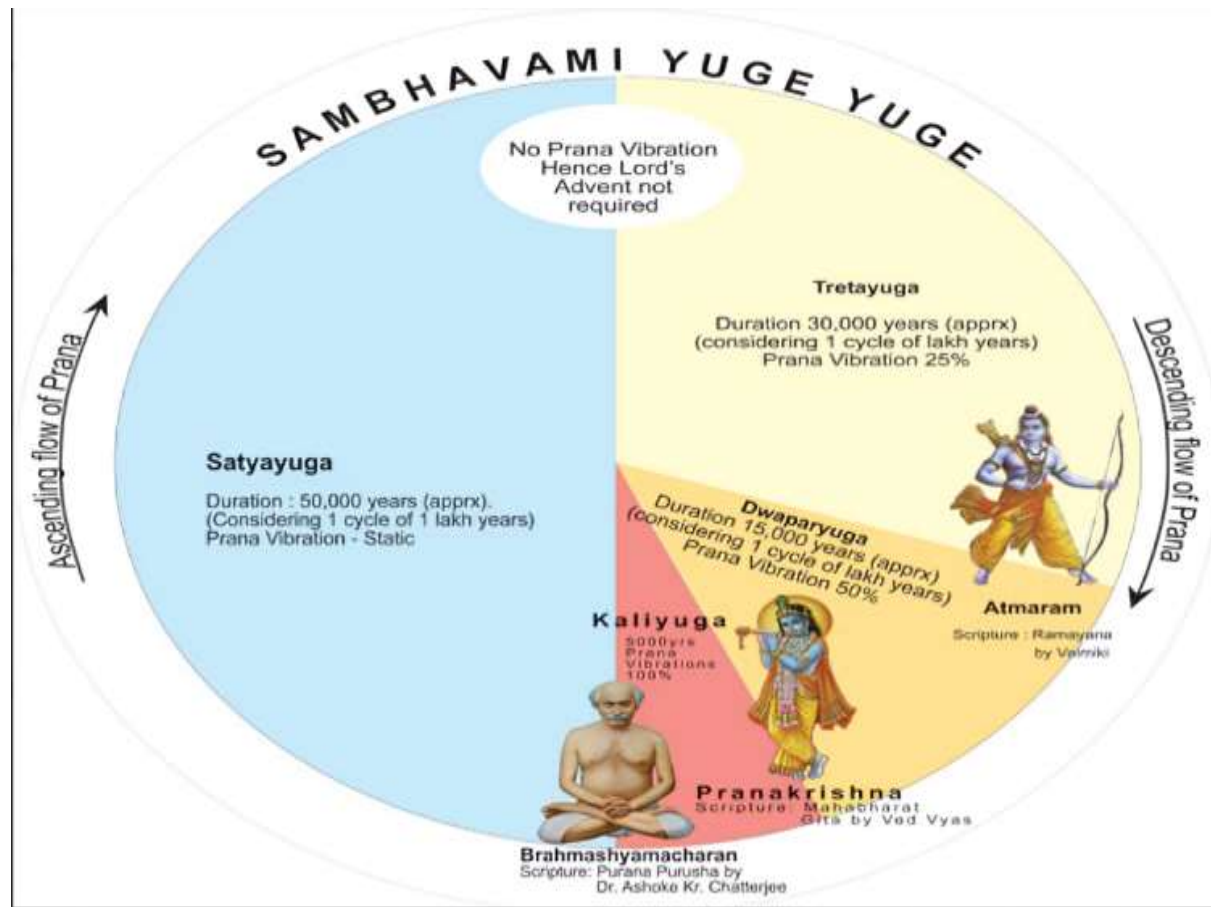 SAMBHAVAMI YUGE YUGE
No Prana Vibration
Hence Lord's
Advent not
required
Ascending flow of Prana
Descending flow of Prana
Tretayuga
Duration 30,000 years (apprx)
(considering 1 cycle of lakh years)
Prana Vibration 25%
Satyayuga
Duration : 50,000 years (apprx).
(Considering 1 cycle of 1 lakh years)
Prana Vibration - Static
Dwaparyuga
Duration 15,000 years (apprx)
(considering 1 cycle of lakh years)
Prana Vibration 50%
Atmaram
Scripture : Ramayana
by Valmiki
Kaliyuga
5000yrs
Prana
Vibrations
100%
Pranakrishna
Scripture: Mahabharat
Gita by Ved Vyas
Brahmashyamacharan
Scripture: Purana Purusha by
Dr. Ashoke Kr. Chatterjee